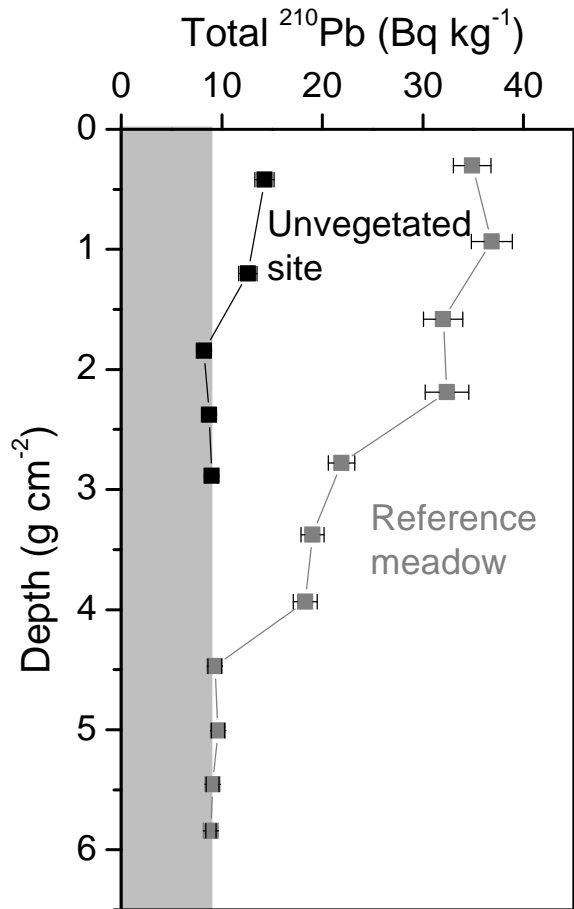 Total ²¹⁰Pb (Bq kg⁻¹)
0 10 20 30 40
0
1
2
3
4
5
6
Depth (g cm⁻²)
Unvegetated
site
Reference
meadow